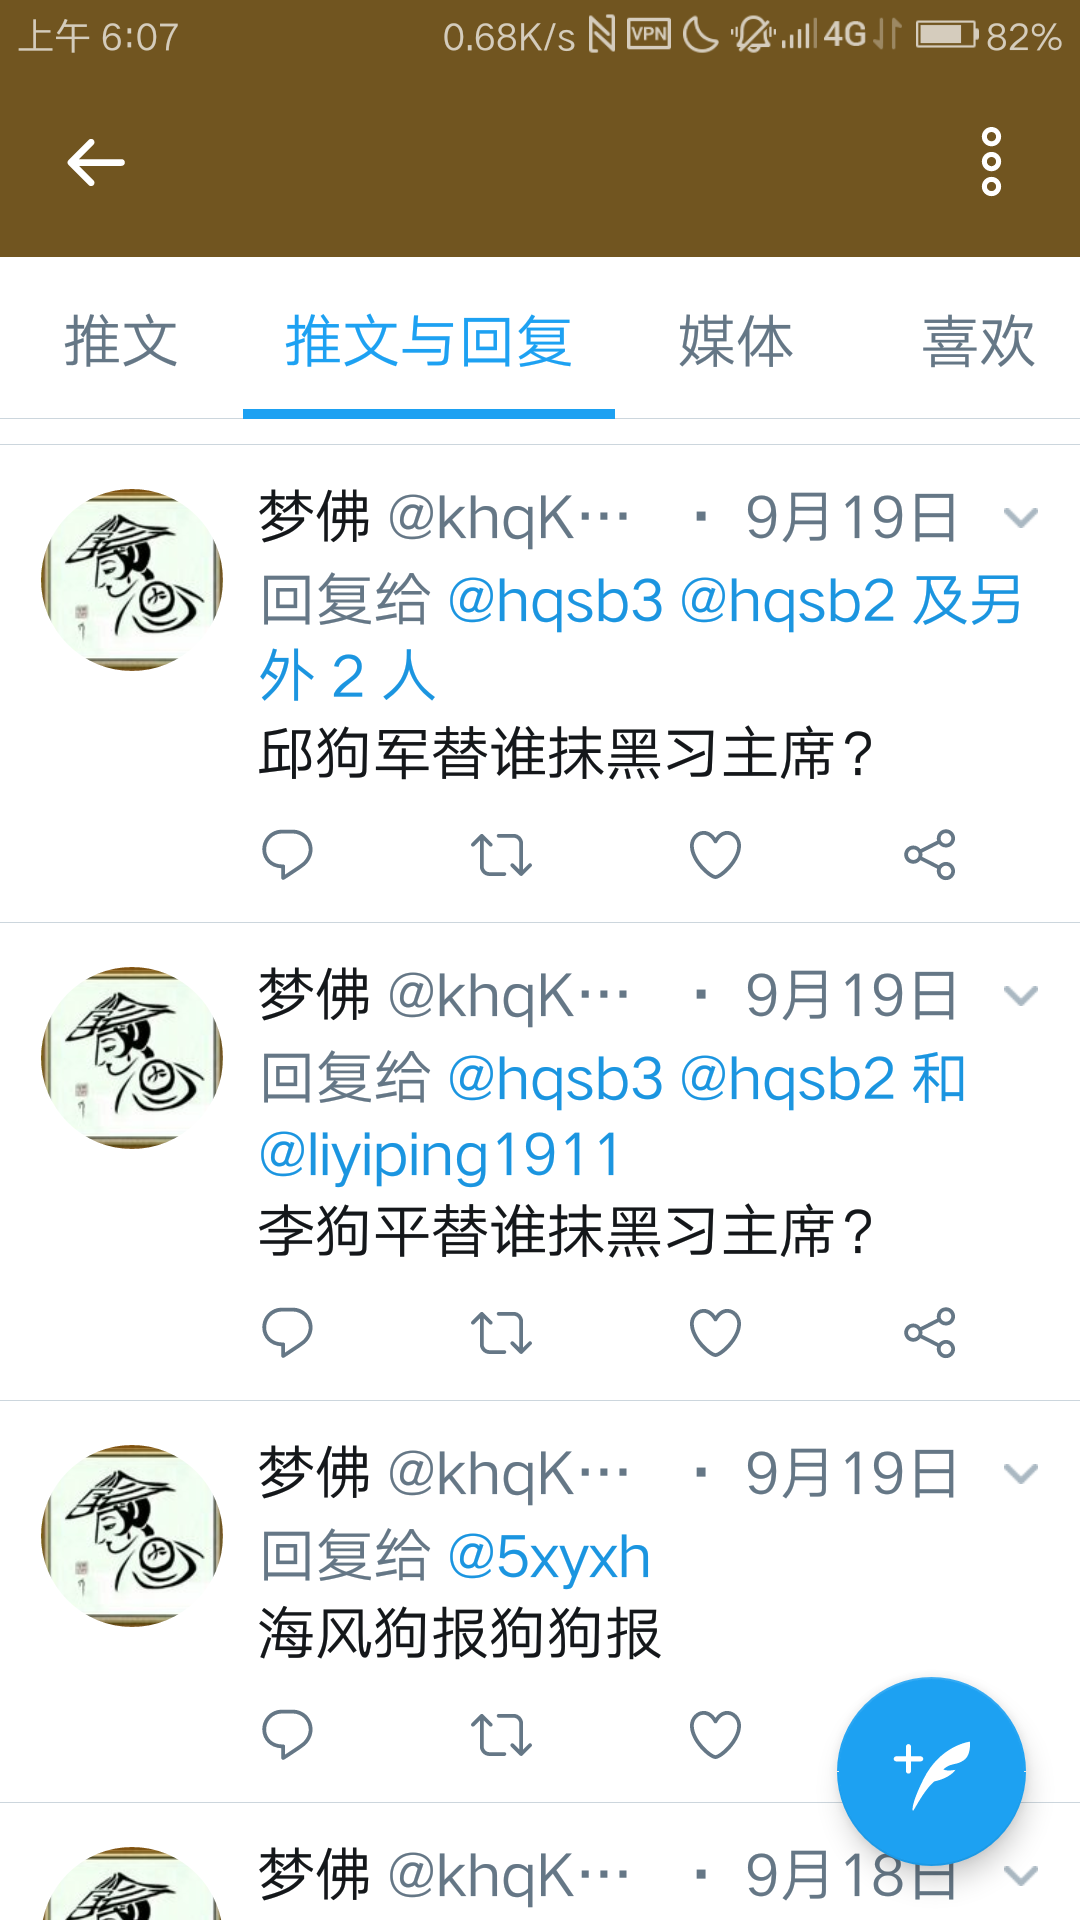 上午 6:07 0.68K/s VPN 4G 82%
推文 推文与回复 媒体 喜欢
梦佛 @khqK… · 9月19日
回复给 @hqsb3 @hqsb2 及另
外 2 人
邱狗军替谁抹黑习主席？
梦佛 @khqK… · 9月19日
回复给 @hqsb3 @hqsb2 和
@liyiping1911
李狗平替谁抹黑习主席？
梦佛 @khqK… · 9月19日
回复给 @5xyxh
海风狗报狗狗报
梦佛 @khqK… · 9月18日